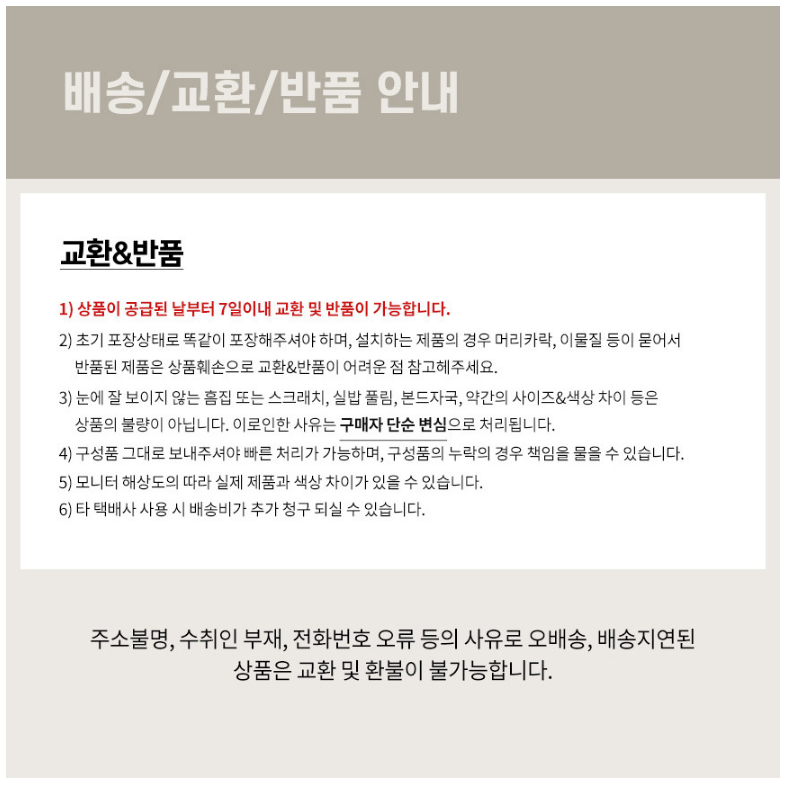 배송/교환/반품 안내
교환&반품
1) 상품이 공급된 날부터 7일이내 교환 및 반품이 가능합니다.
2) 초기 포장상태로 똑같이 포장해주셔야 하며, 설치하는 제품의 경우 머리카락, 이물질 등이 묻어서
반품된 제품은 상품훼손으로 교환&반품이 어려운 점 참고헤주세요.
3) 눈에 잘 보이지 않는 흠집 또는 스크래치, 실밥 풀림, 본드자국, 약간의 사이즈&색상 차이 등은
상품의 불량이 아닙니다. 이로인한 사유는 구매자 단순 변심으로 처리됩니다.
4) 구성품 그대로 보내주셔야 빠른 처리가 가능하며, 구성품의 누락의 경우 책임을 물을 수 있습니다.
5) 모니터 해상도의 따라 실제 제품과 색상 차이가 있을 수 있습니다.
6) 타 택배사 사용 시 배송비가 추가 청구 되실 수 있습니다.
주소불명, 수취인 부재, 전화번호 오류 등의 사유로 오배송, 배송지연된
상품은 교환 및 환불이 불가능합니다.